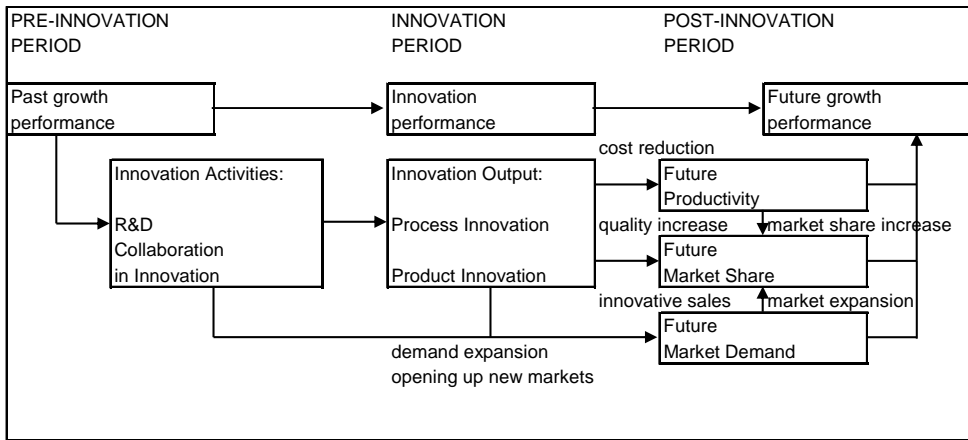 PRE-INNOVATION
PERIOD
INNOVATION
PERIOD
POST-INNOVATION
PERIOD
Past growth
performance
Innovation
performance
Future growth
performance
Innovation Activities:
R&D
Collaboration
in Innovation
Innovation Output:
Process Innovation
Product Innovation
cost reduction
Future
Productivity
quality increase
market share increase
Future
Market Share
innovative sales
market expansion
Future
Market Demand
demand expansion
opening up new markets